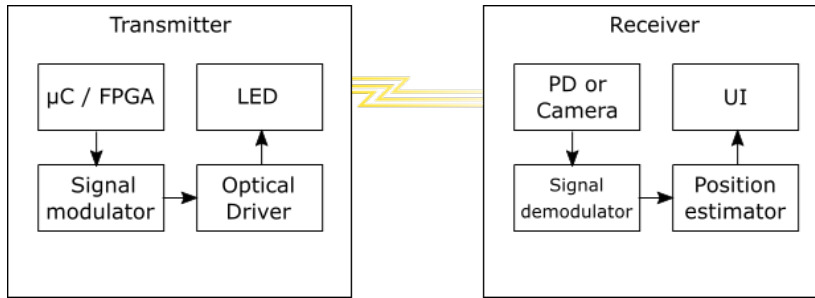 Transmitter
µC / FPGA
LED
Signal
modulator
Optical
Driver
Receiver
PD or
Camera
UI
Signal
demodulator
Position
estimator